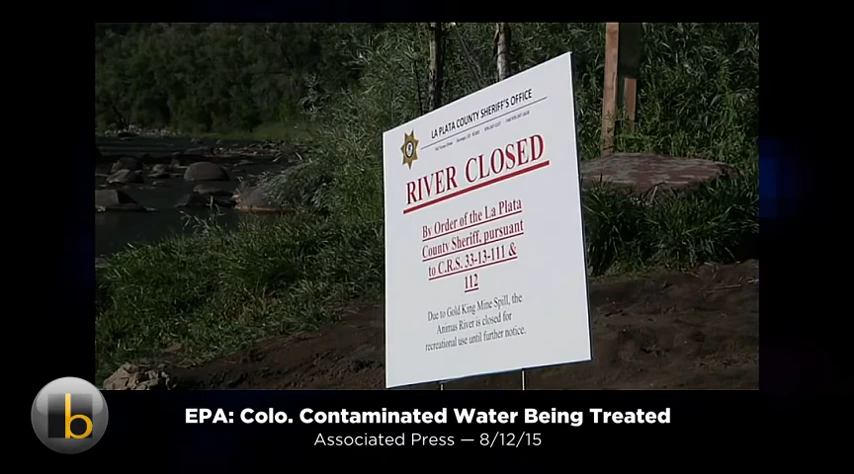 LA PLATA COUNTY SHERIFF'S OFFICE
RIVER CLOSED
By Order of the La Plata
County Sheriff, pursuant
to C.R.S. 33-13-111 &
112
Due to Gold King Mine Spill, the
Animas River is closed for
recreational use until further notice.
b
EPA: Colo. Contaminated Water Being Treated
Associated Press — 8/12/15